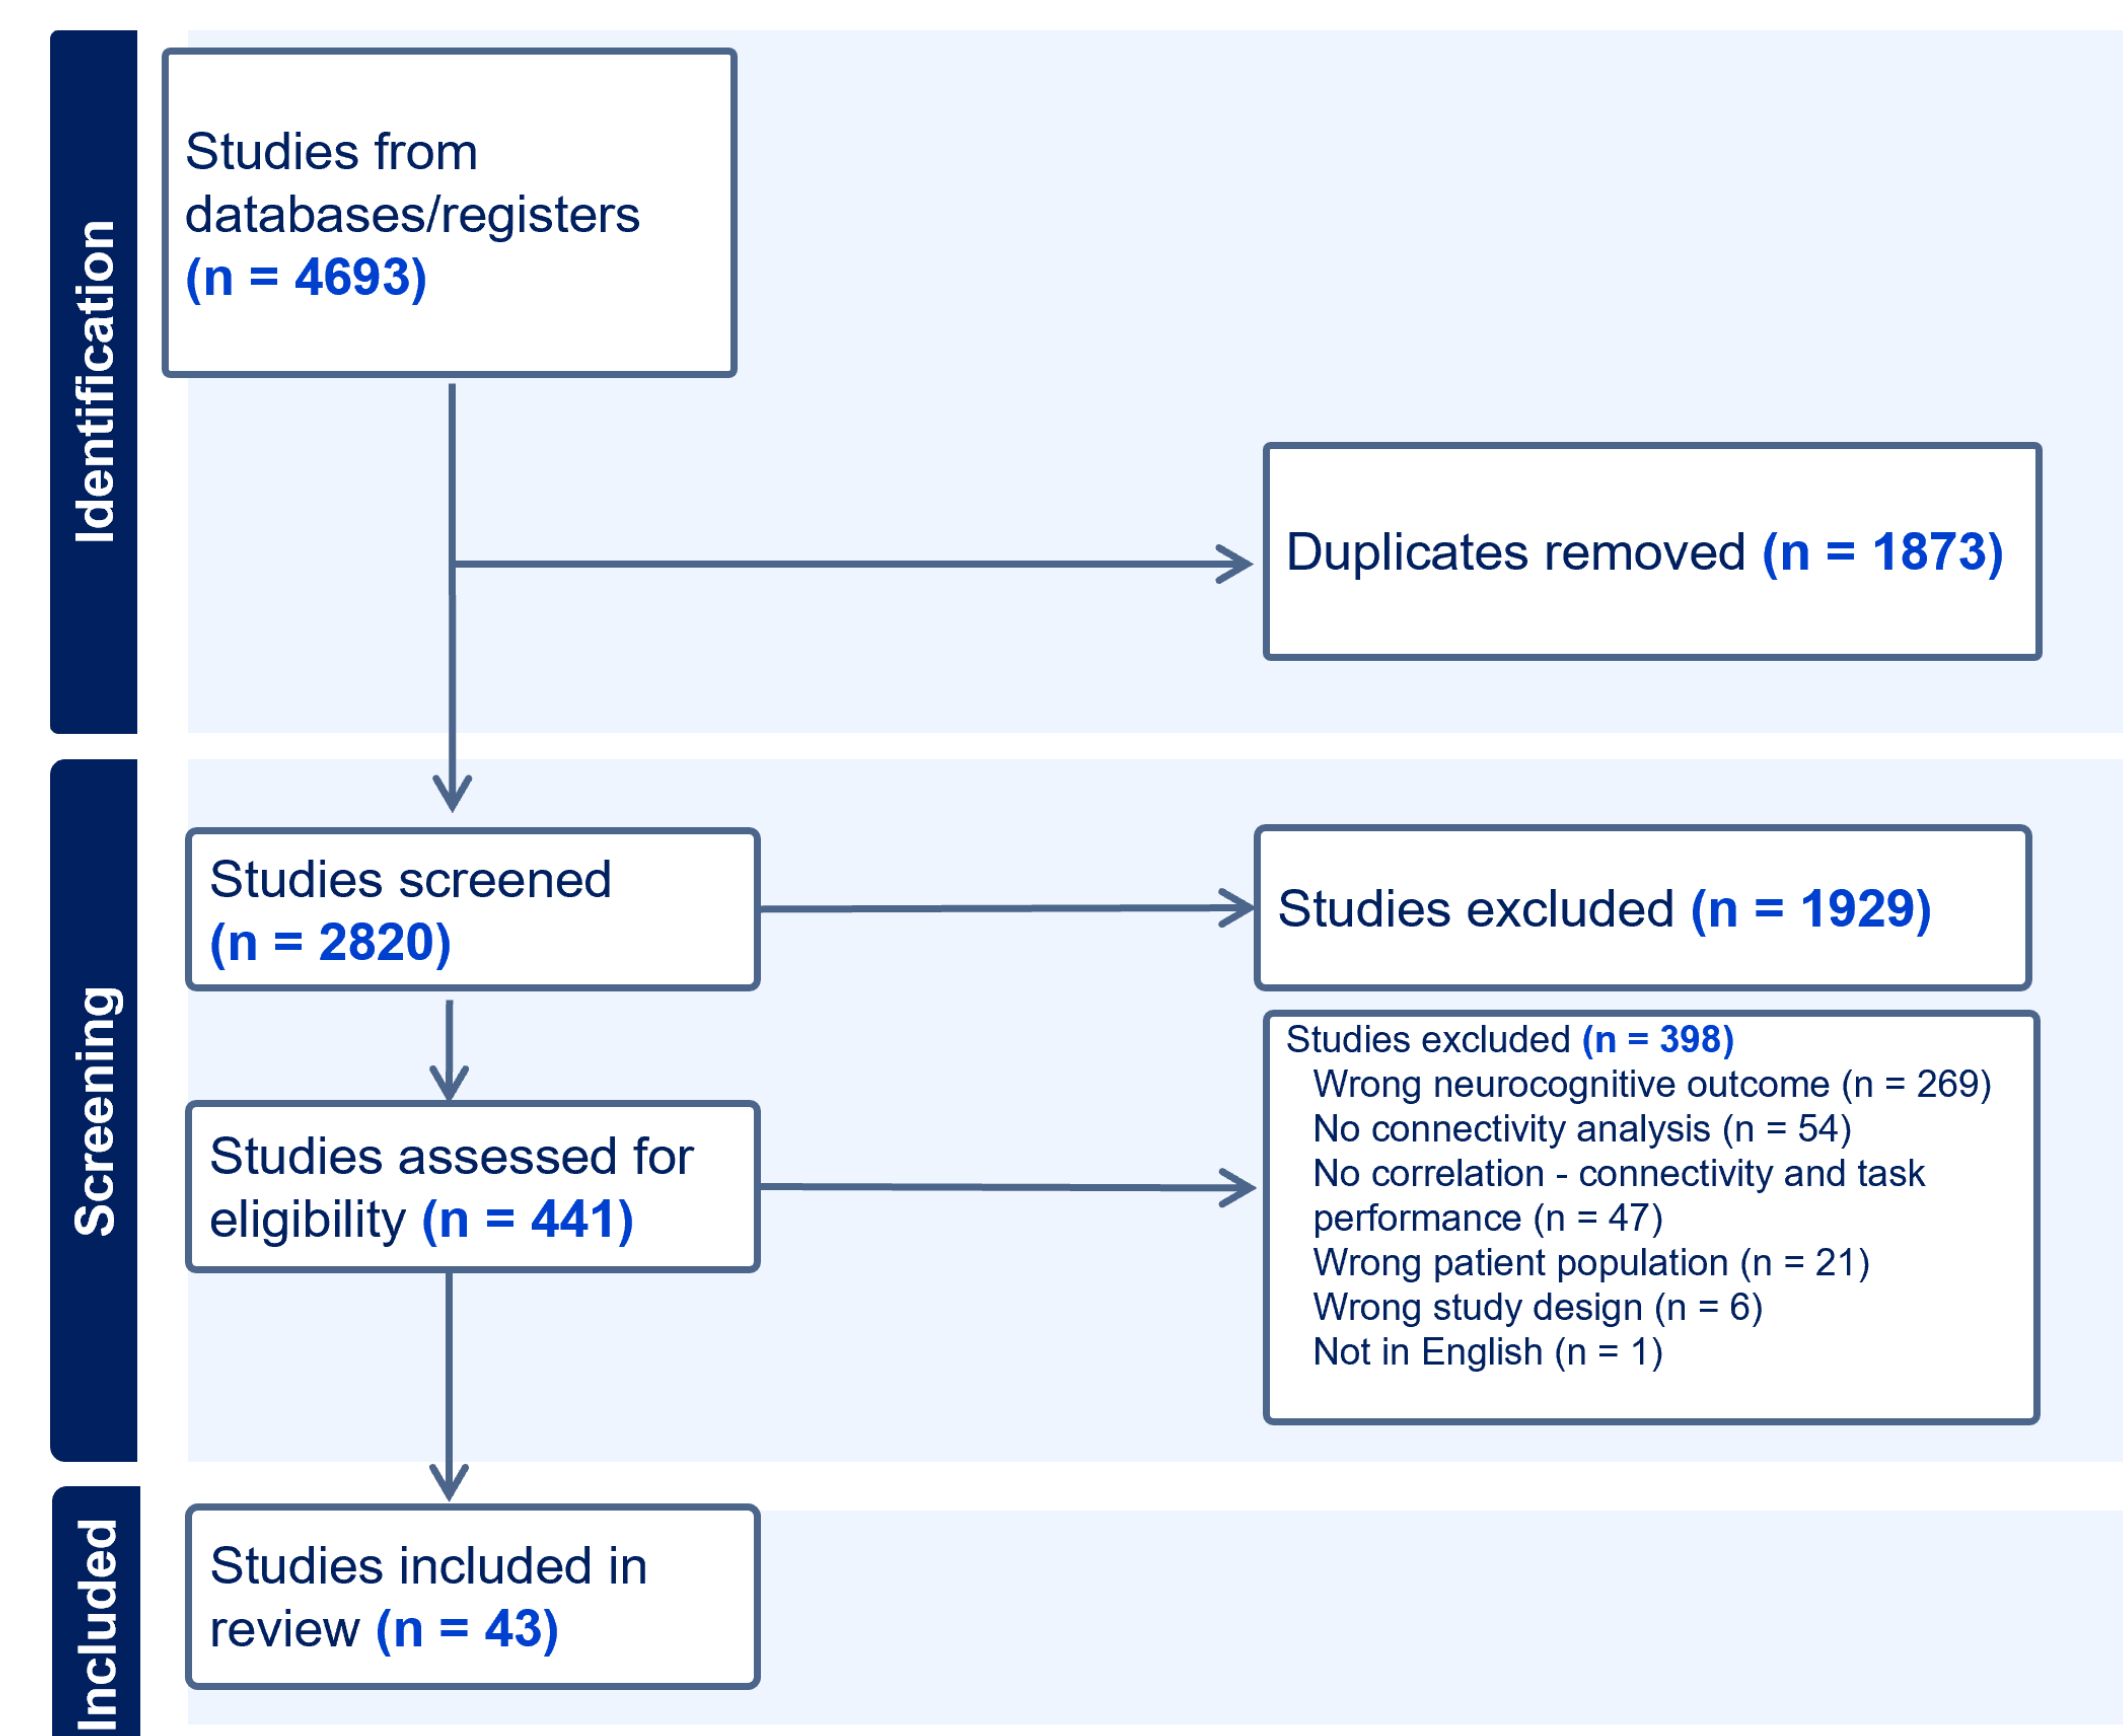 Identification
Studies from
databases/registers
(n = 4693)
Duplicates removed (n = 1873)
Screening
Studies screened
(n = 2820)
Studies excluded (n = 1929)
Studies assessed for
eligibility (n = 441)
Studies excluded (n = 398)
Wrong neurocognitive outcome (n = 269)
No connectivity analysis (n = 54)
No correlation - connectivity and task
performance (n = 47)
Wrong patient population (n = 21)
Wrong study design (n = 6)
Not in English (n = 1)
Included
Studies included in
review (n = 43)